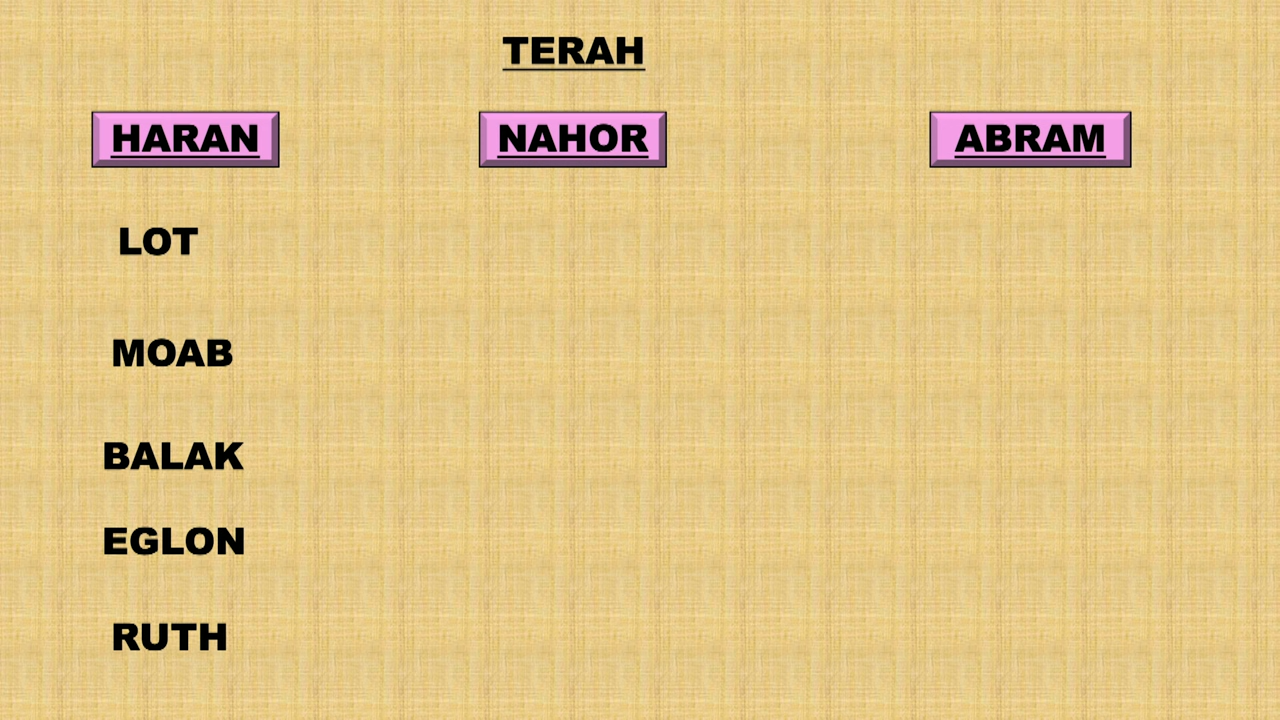 TERAH
HARAN NAHOR ABRAM
LOT
MOAB
BALAK
EGLON
RUTH